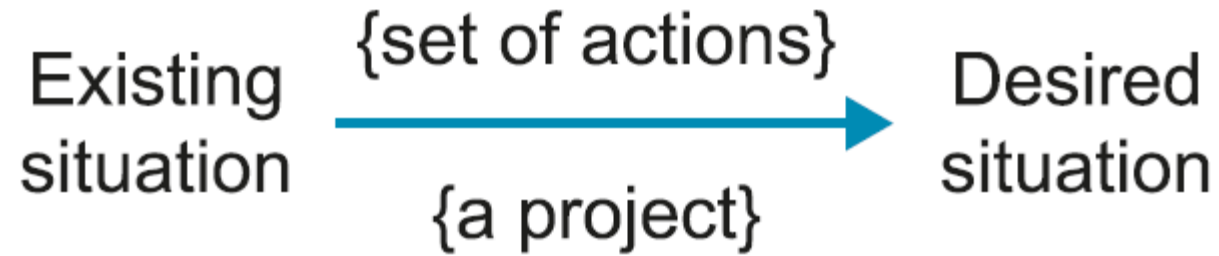 Existing
situation
{set of actions}
{a project}
Desired
situation